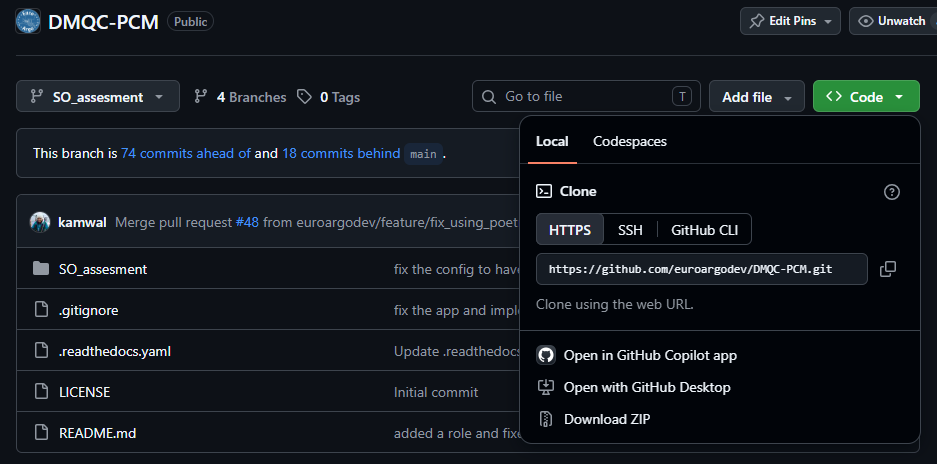 DMQC-PCM Public Edit Pins Unwatch
SO_assesment 4 Branches 0 Tags Go to file T Add file Code
This branch is 74 commits ahead of and 18 commits behind main.
Local Codespaces
Clone
kamwal Merge pull request #48 from euroargodev/feature/fix_using_poet
HTTPS SSH GitHub CLI
SO_assesment fix the config to hav
https://github.com/euroargodev/DMQC-PCM.git
Clone using the web URL.
.gitignore fix the app and imple
.readthedocs.yaml Update .readthedocs
Open in GitHub Copilot app
Open with GitHub Desktop
LICENSE Initial commit
Download ZIP
README.md added a role and fixe